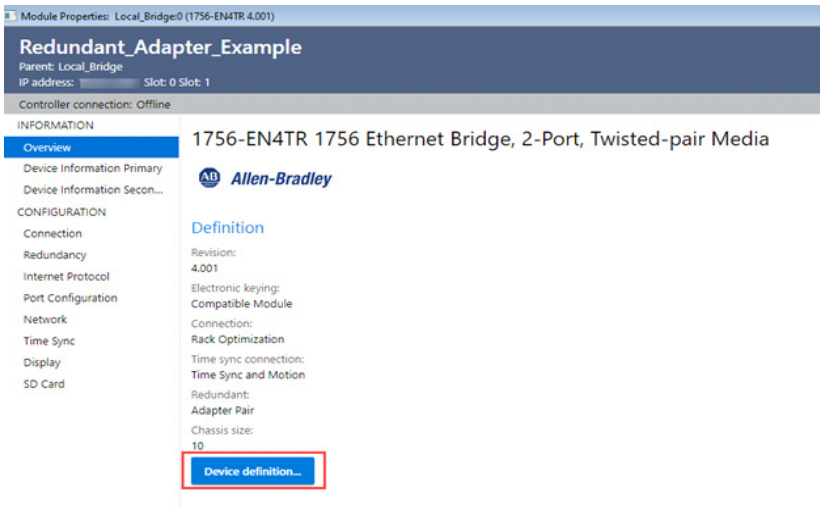 Module Properties: Local_Bridge:0 (1756-EN4TR 4.001)
Redundant_Adapter_Example
Parent: Local_Bridge
IP address: Slot: 0 Slot: 1
Controller connection: Offline
INFORMATION
Overview
Device Information Primary
Device Information Secon...
CONFIGURATION
Connection
Redundancy
Internet Protocol
Port Configuration
Network
Time Sync
Display
SD Card
1756-EN4TR 1756 Ethernet Bridge, 2-Port, Twisted-pair Media
AB Allen-Bradley
Definition
Revision:
4.001
Electronic keying:
Compatible Module
Connection:
Rack Optimization
Time sync connection:
Time Sync and Motion
Redundant:
Adapter Pair
Chassis size:
10
Device definition...